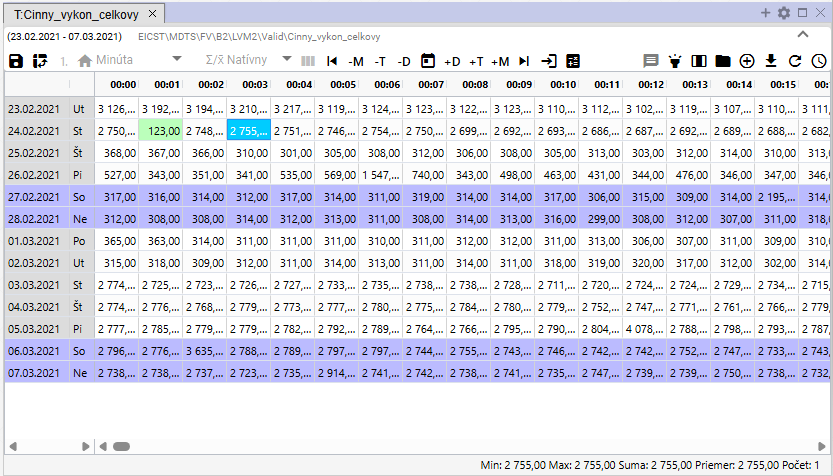 T:Cinny_vykon_celkovy
(23.02.2021 - 07.03.2021) EICST\MDTS\FV\B2\LVM2\Valid\Cinny_vykon_celkovy
1. Minúta Σ/x̄ Natívny -M -T -D +D +T +M
00:00 00:01 00:02 00:03 00:04 00:05 00:06 00:07 00:08 00:09 00:10 00:11 00:12 00:13 00:14 00:15 00:1
23.02.2021 Ut 3 126,... 3 192,... 3 194,... 3 210,... 3 217,... 3 119,... 3 124,... 3 123,... 3 122,... 3 123,... 3 110,... 3 112,... 3 102,... 3 119,... 3 107,... 3 110,... 3 111,
24.02.2021 St 2 750,... 123,00 2 748,... 2 755,... 2 751,... 2 746,... 2 754,... 2 750,... 2 699,... 2 692,... 2 693,... 2 686,... 2 687,... 2 692,... 2 689,... 2 688,... 2 682,
25.02.2021 Št 368,00 367,00 366,00 310,00 301,00 305,00 308,00 312,00 306,00 308,00 305,00 313,00 303,00 312,00 314,00 310,00 313,
26.02.2021 Pi 527,00 343,00 351,00 341,00 535,00 569,00 1 547,... 740,00 343,00 498,00 463,00 431,00 344,00 476,00 346,00 347,00 346,
27.02.2021 So 317,00 316,00 314,00 312,00 317,00 314,00 311,00 319,00 314,00 314,00 317,00 306,00 315,00 309,00 314,00 2 195,... 314,
28.02.2021 Ne 312,00 308,00 308,00 314,00 312,00 313,00 311,00 308,00 314,00 313,00 316,00 299,00 308,00 312,00 307,00 311,00 318,
01.03.2021 Po 365,00 363,00 314,00 311,00 311,00 311,00 310,00 311,00 312,00 312,00 311,00 313,00 306,00 307,00 311,00 309,00 310,
02.03.2021 Ut 315,00 318,00 309,00 312,00 311,00 314,00 313,00 311,00 314,00 311,00 318,00 319,00 320,00 317,00 312,00 302,00 314,
03.03.2021 St 2 774,... 2 725,... 2 723,... 2 726,... 2 727,... 2 733,... 2 735,... 2 738,... 2 738,... 2 728,... 2 711,... 2 720,... 2 724,... 2 724,... 2 729,... 2 734,... 2 715,
04.03.2021 Št 2 774,... 2 776,... 2 768,... 2 779,... 2 773,... 2 777,... 2 780,... 2 775,... 2 784,... 2 780,... 2 779,... 2 752,... 2 747,... 2 771,... 2 761,... 2 766,... 2 779,
05.03.2021 Pi 2 777,... 2 785,... 2 779,... 2 779,... 2 782,... 2 792,... 2 789,... 2 764,... 2 766,... 2 795,... 2 790,... 2 804,... 4 078,... 2 788,... 2 798,... 2 793,... 2 787,
06.03.2021 So 2 796,... 2 776,... 3 635,... 2 788,... 2 789,... 2 797,... 2 797,... 2 744,... 2 755,... 2 743,... 2 746,... 2 742,... 2 742,... 2 752,... 2 747,... 2 733,... 2 743,
07.03.2021 Ne 2 738,... 2 738,... 2 737,... 2 723,... 2 735,... 2 914,... 2 741,... 2 742,... 2 738,... 2 741,... 2 735,... 2 747,... 2 739,... 2 739,... 2 750,... 2 738,... 2 732,
Min: 2 755,00 Max: 2 755,00 Suma: 2 755,00 Priemer: 2 755,00 Počet: 1